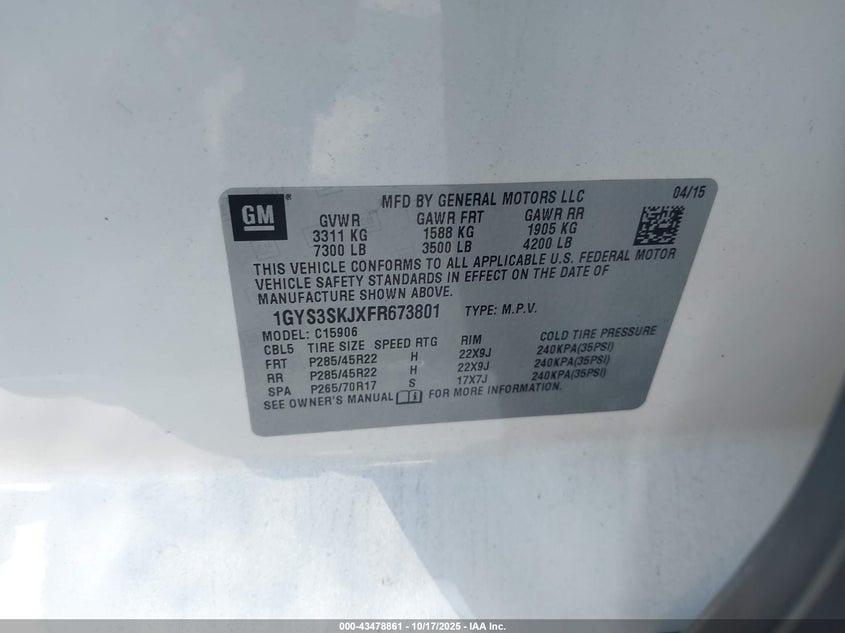 GM ®
MFD BY GENERAL MOTORS LLC 04/15
GVWR GAWR FRT GAWR RR
3311 KG 1588 KG 1905 KG
7300 LB 3500 LB 4200 LB
THIS VEHICLE CONFORMS TO ALL APPLICABLE U.S. FEDERAL MOTOR
VEHICLE SAFETY STANDARDS IN EFFECT ON THE DATE OF
MANUFACTURE SHOWN ABOVE.
1GYS3SKJXFR673801 TYPE: M.P.V.
MODEL: C15906
CBL5 TIRE SIZE SPEED RTG RIM COLD TIRE PRESSURE
FRT P285/45R22 H 22X9J 240KPA(35PSI)
RR P285/45R22 H 22X9J 240KPA(35PSI)
SPA P265/70R17 S 17X7J 240KPA(35PSI)
SEE OWNER'S MANUAL FOR MORE INFORMATION.
000-43478861 - 10/17/2025 - IAA Inc.